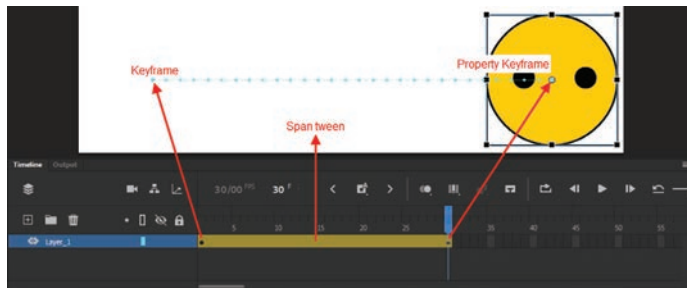 Keyframe
Property Keyframe
Span tween
Timeline Output
30/00 FPS 30 F
5 10 15 20 25 35 40 45 50 55
Layer_1